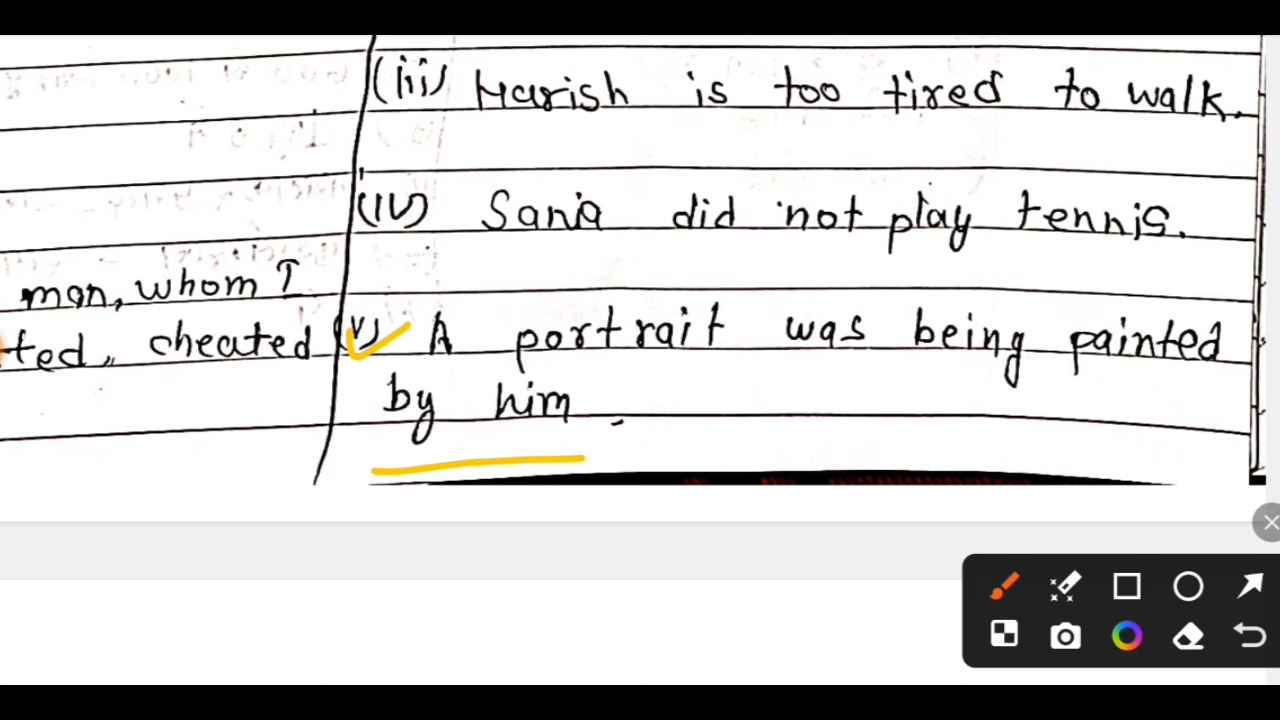 (iii) Harish is too tired to walk.
(iv) Sania did not play tennis.
man, whom I
ted, cheated
(v) A portrait was being painted
by him.